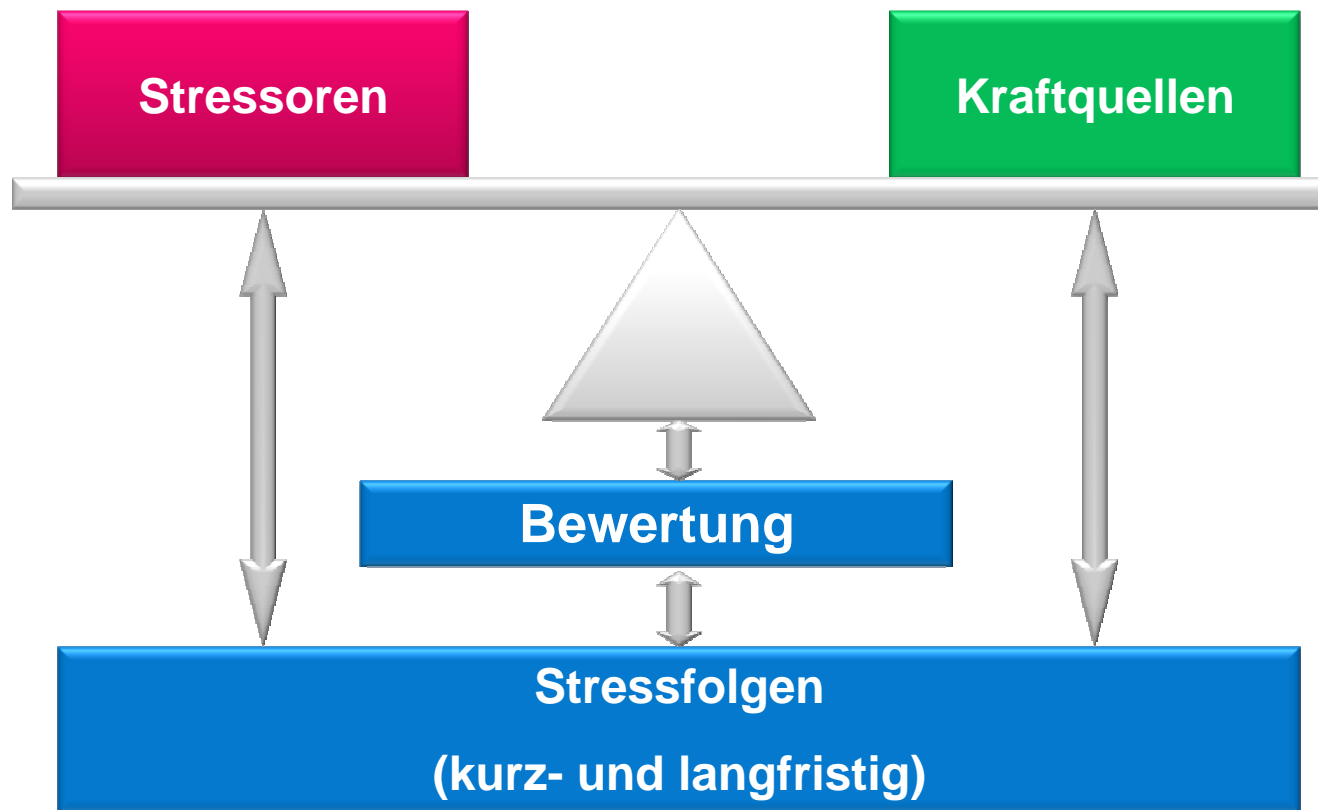 Stressoren
Kraftquellen
Bewertung
Stressfolgen
(kurz- und langfristig)